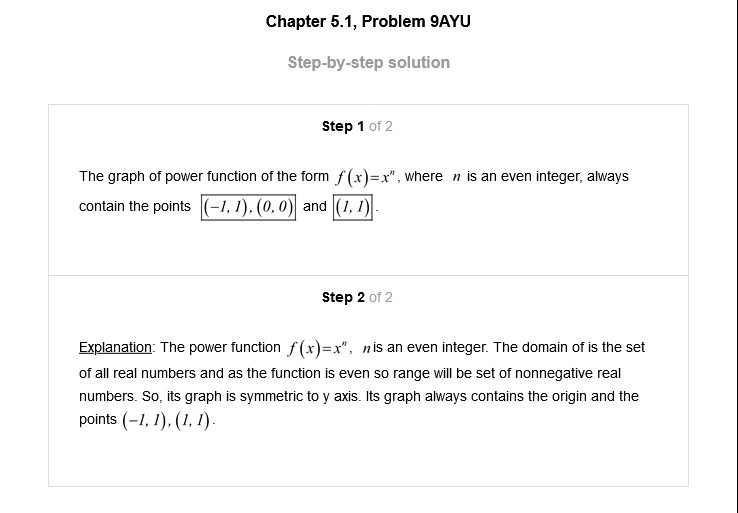 Chapter 5.1, Problem 9AYU
Step-by-step solution
Step 1 of 2
The graph of power function of the form f(x)=xⁿ, where n is an even integer, always
contain the points (−1, 1), (0, 0) and (1, 1).
Step 2 of 2
Explanation: The power function f(x)=xⁿ, n is an even integer. The domain of is the set
of all real numbers and as the function is even so range will be set of nonnegative real
numbers. So, its graph is symmetric to y axis. Its graph always contains the origin and the
points (−1, 1), (1, 1).